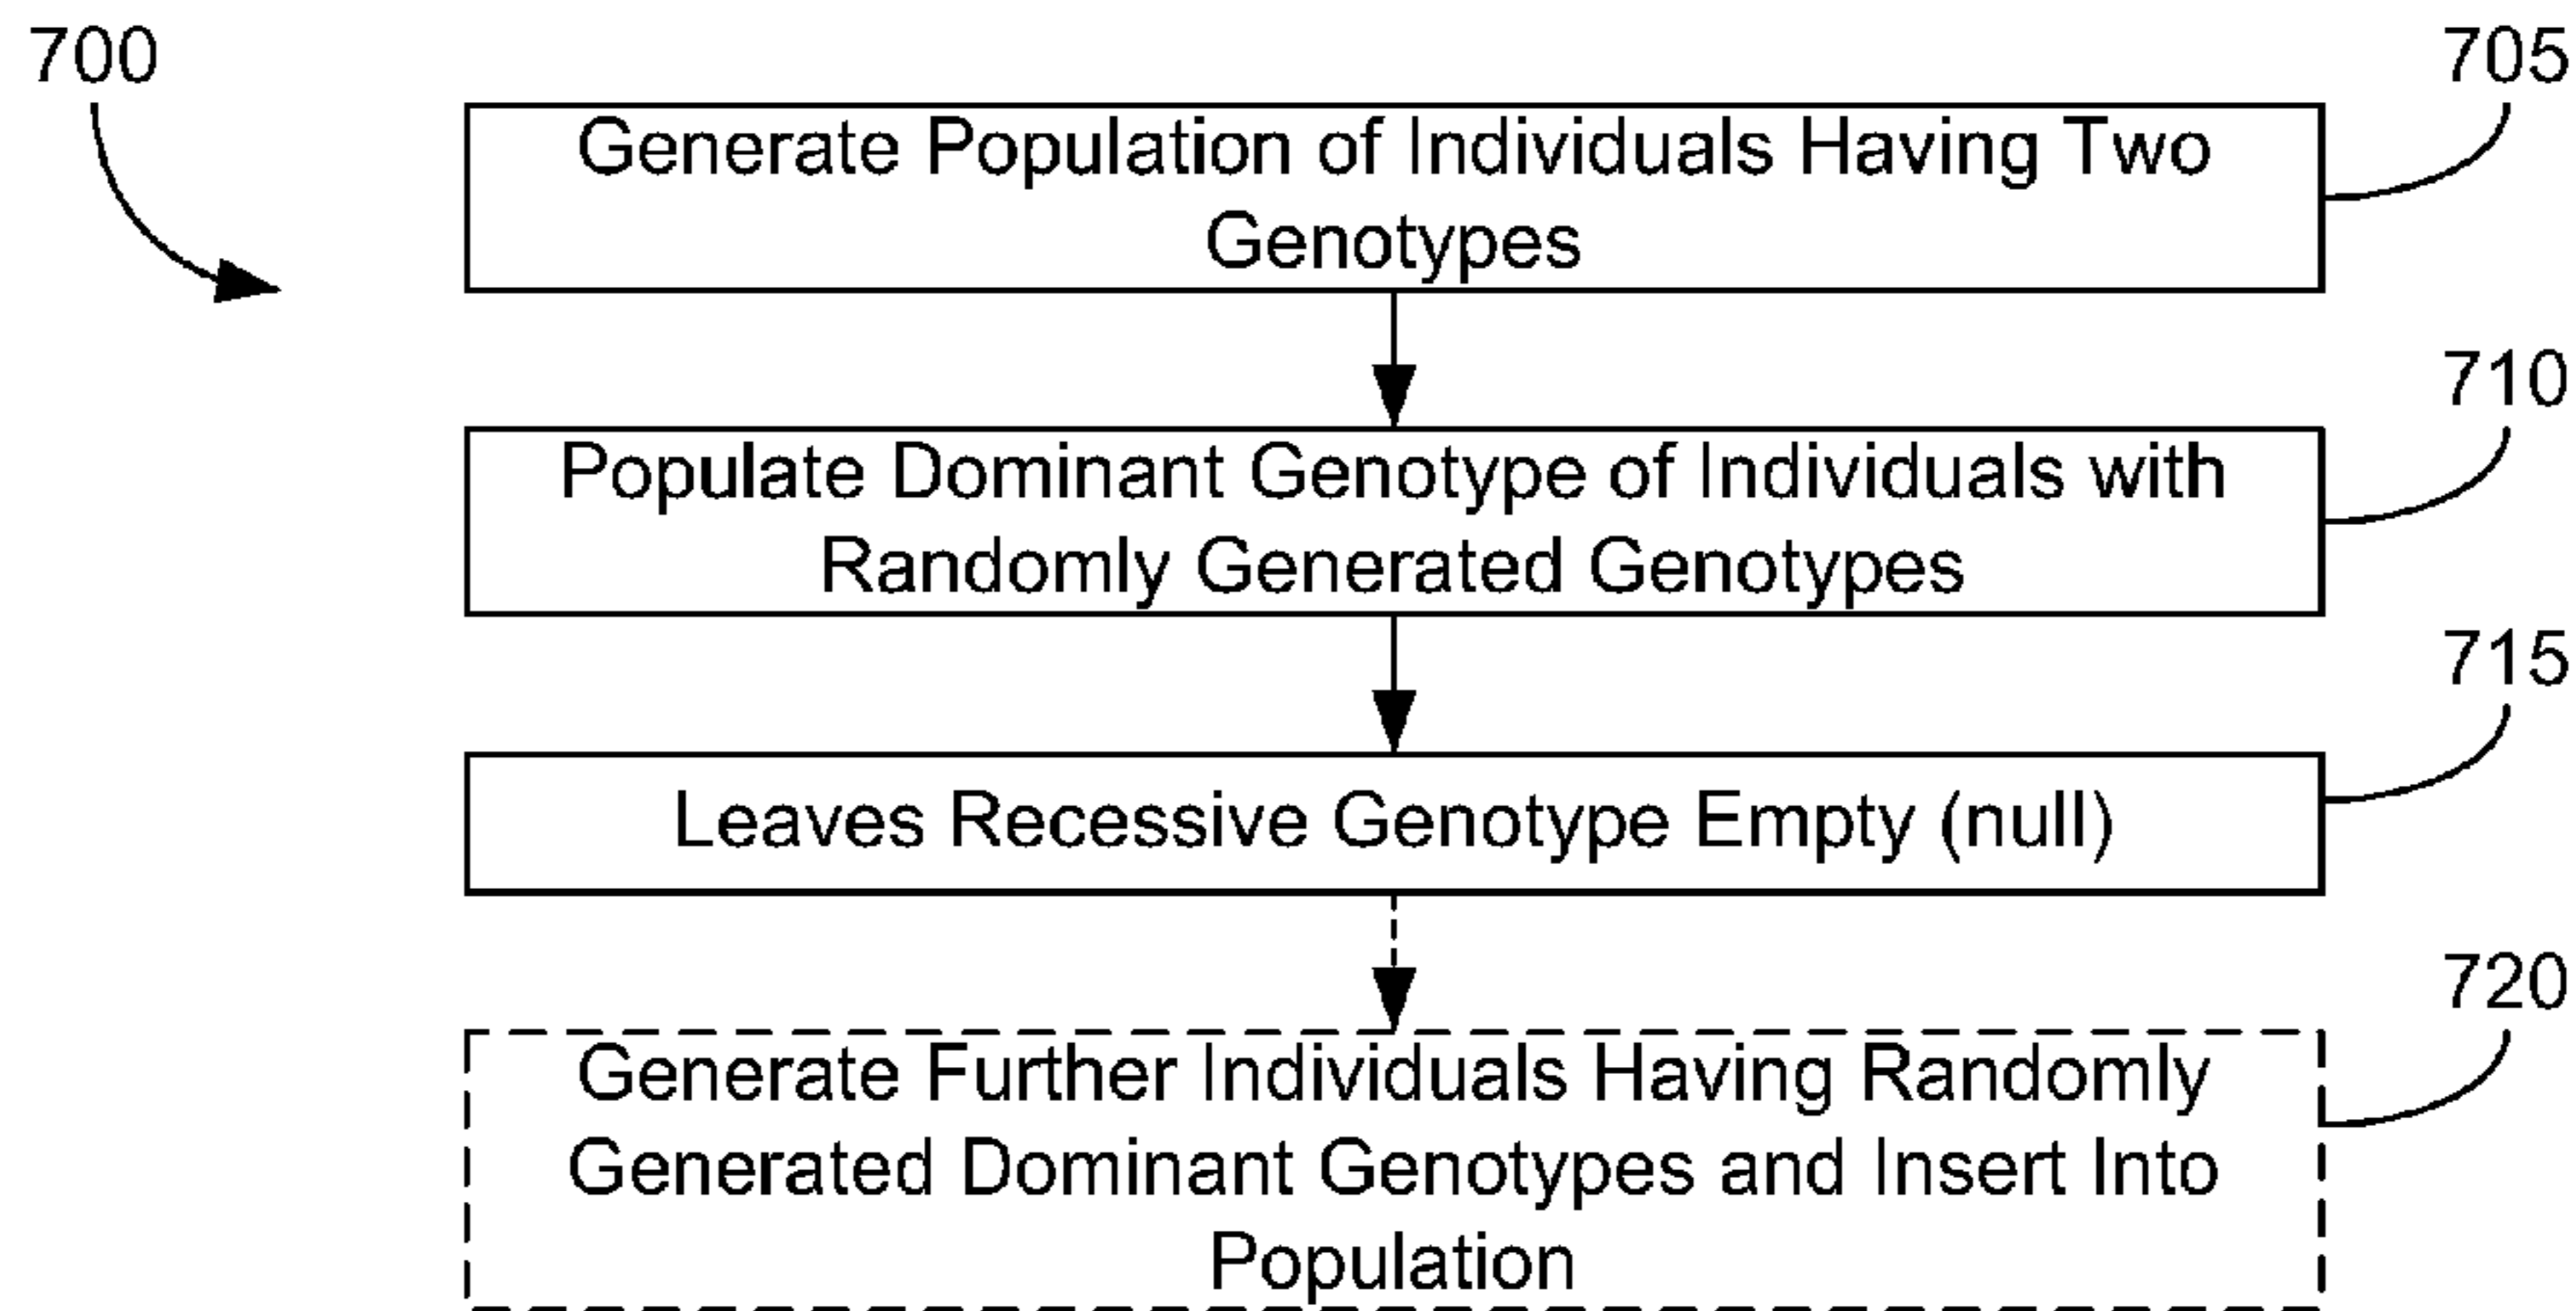 700
705
Generate Population of Individuals Having Two
Genotypes
710
Populate Dominant Genotype of Individuals with
Randomly Generated Genotypes
715
Leaves Recessive Genotype Empty (null)
720
Generate Further Individuals Having Randomly
Generated Dominant Genotypes and Insert Into
Population